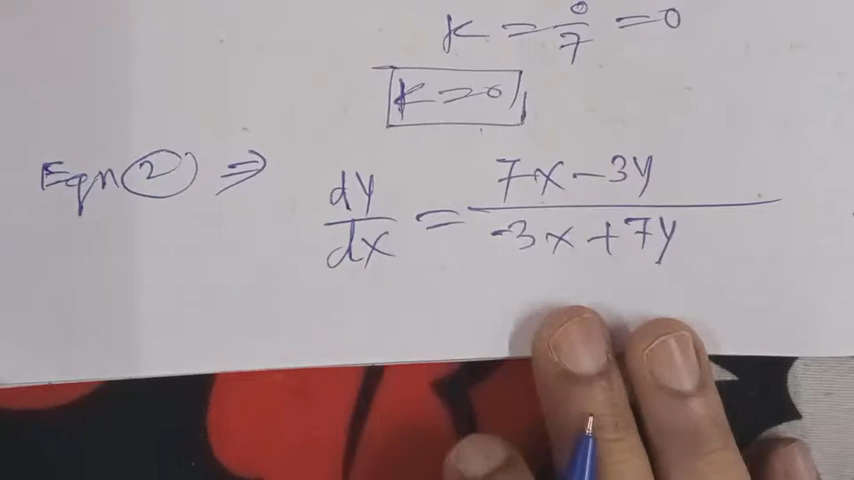 K = 0/7 = 0
K = 0
Eqn (2) ⇒ dy/dx = 7X - 3y / -3x + 7y